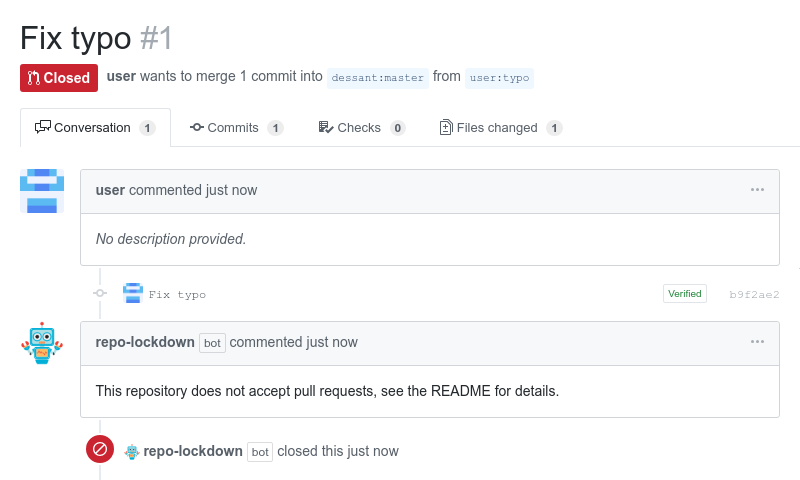 Fix typo #1
Closed user wants to merge 1 commit into dessant:master from user:typo
Conversation 1 Commits 1 Checks 0 Files changed 1
user commented just now ···
No description provided.
Fix typo Verified b9f2ae2
repo-lockdown bot commented just now ···
This repository does not accept pull requests, see the README for details.
repo-lockdown bot closed this just now